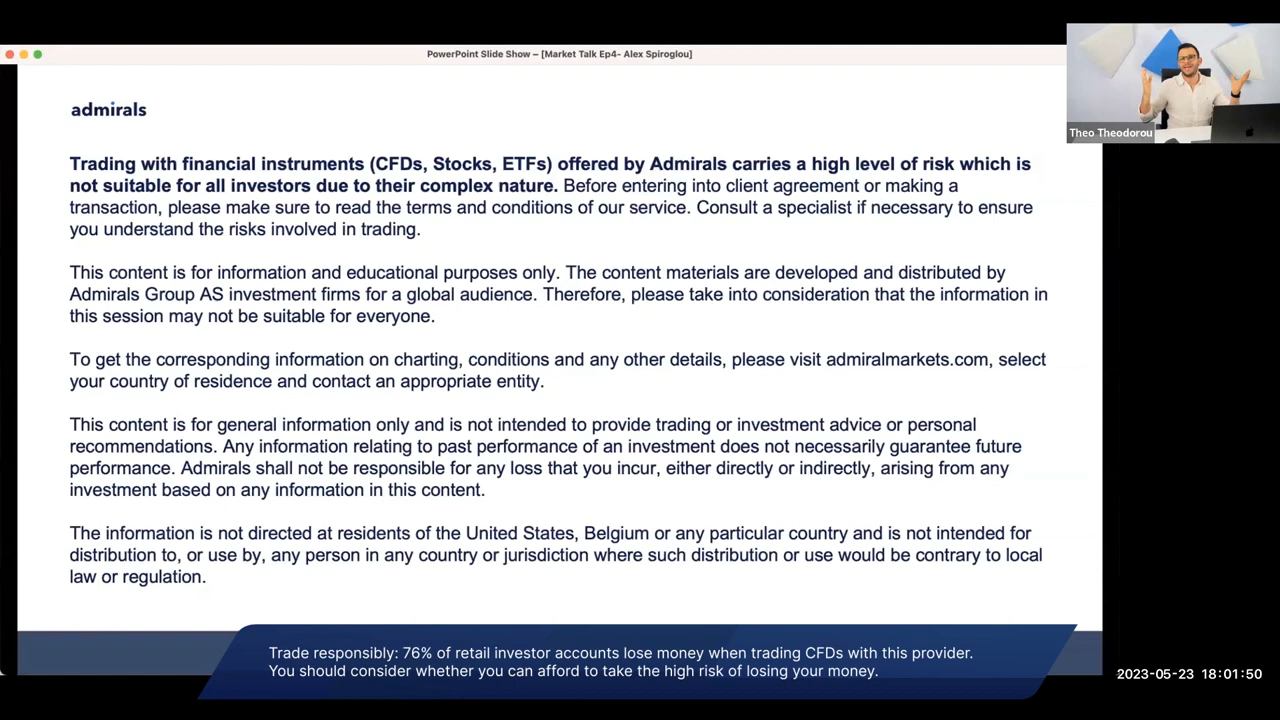 PowerPoint Slide Show – [Market Talk Ep4- Alex Spiroglou]
admirals
Theo Theodorou
Trading with financial instruments (CFDs, Stocks, ETFs) offered by Admirals carries a high level of risk which is
not suitable for all investors due to their complex nature. Before entering into client agreement or making a
transaction, please make sure to read the terms and conditions of our service. Consult a specialist if necessary to ensure
you understand the risks involved in trading.
This content is for information and educational purposes only. The content materials are developed and distributed by
Admirals Group AS investment firms for a global audience. Therefore, please take into consideration that the information in
this session may not be suitable for everyone.
To get the corresponding information on charting, conditions and any other details, please visit admiralmarkets.com, select
your country of residence and contact an appropriate entity.
This content is for general information only and is not intended to provide trading or investment advice or personal
recommendations. Any information relating to past performance of an investment does not necessarily guarantee future
performance. Admirals shall not be responsible for any loss that you incur, either directly or indirectly, arising from any
investment based on any information in this content.
The information is not directed at residents of the United States, Belgium or any particular country and is not intended for
distribution to, or use by, any person in any country or jurisdiction where such distribution or use would be contrary to local
law or regulation.
Trade responsibly: 76% of retail investor accounts lose money when trading CFDs with this provider.
You should consider whether you can afford to take the high risk of losing your money.
2023-05-23 18:01:50